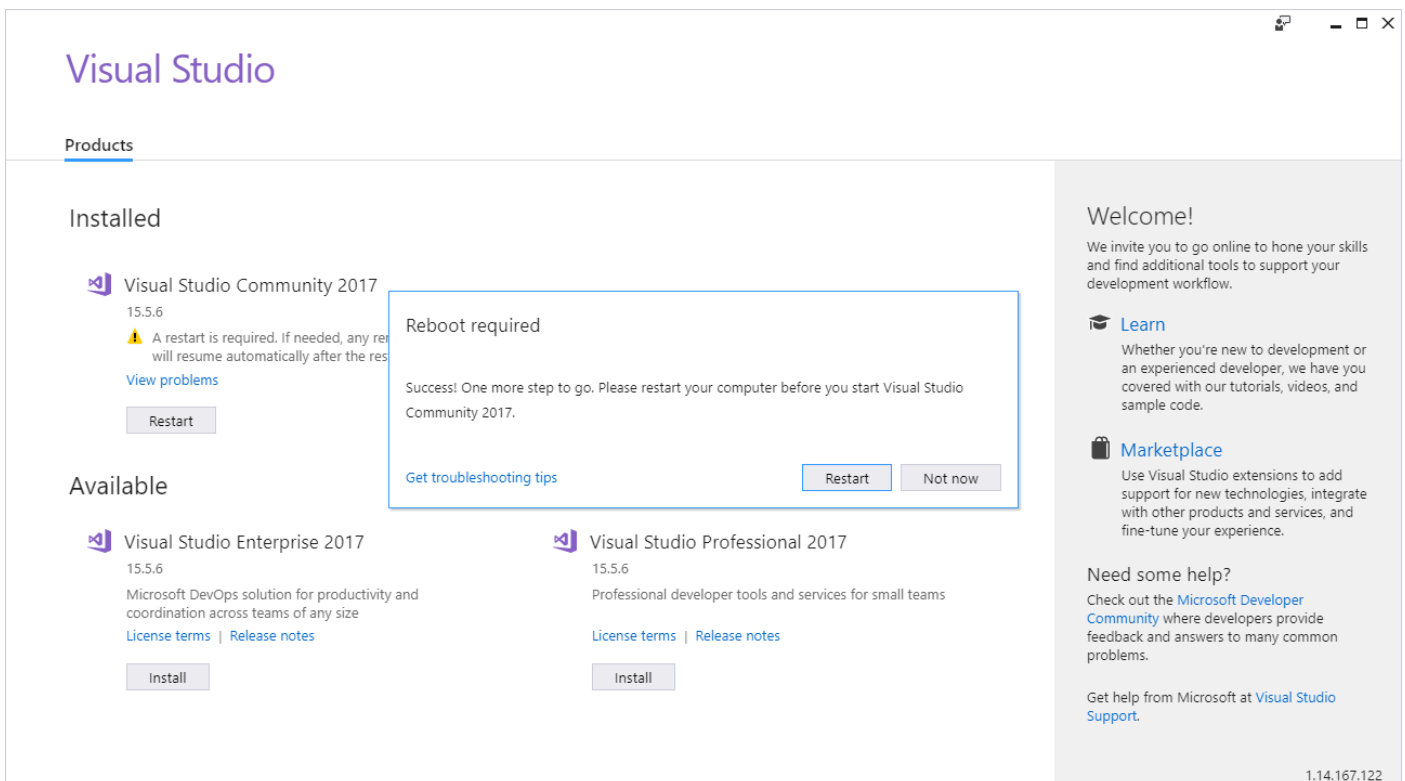 Visual Studio
Products
Installed
Visual Studio Community 2017
15.5.6
A restart is required. If needed, any
will resume automatically after the
View problems
Restart
Reboot required
Success! One more step to go. Please restart your computer before you start Visual Studio
Community 2017.
Get troubleshooting tips
Restart
Not now
Available
Visual Studio Enterprise 2017
15.5.6
Microsoft DevOps solution for productivity and
coordination across teams of any size
License terms | Release notes
Install
Visual Studio Professional 2017
15.5.6
Professional developer tools and services for small teams
License terms | Release notes
Install
Welcome!
We invite you to go online to hone your skills
and find additional tools to support your
development workflow.
Learn
Whether you're new to development or
an experienced developer, we have you
covered with our tutorials, videos, and
sample code.
Marketplace
Use Visual Studio extensions to add
support for new technologies, integrate
with other products and services, and
fine-tune your experience.
Need some help?
Check out the Microsoft Developer
Community where developers provide
feedback and answers to many common
problems.
Get help from Microsoft at Visual Studio
Support.
1.14.167.122